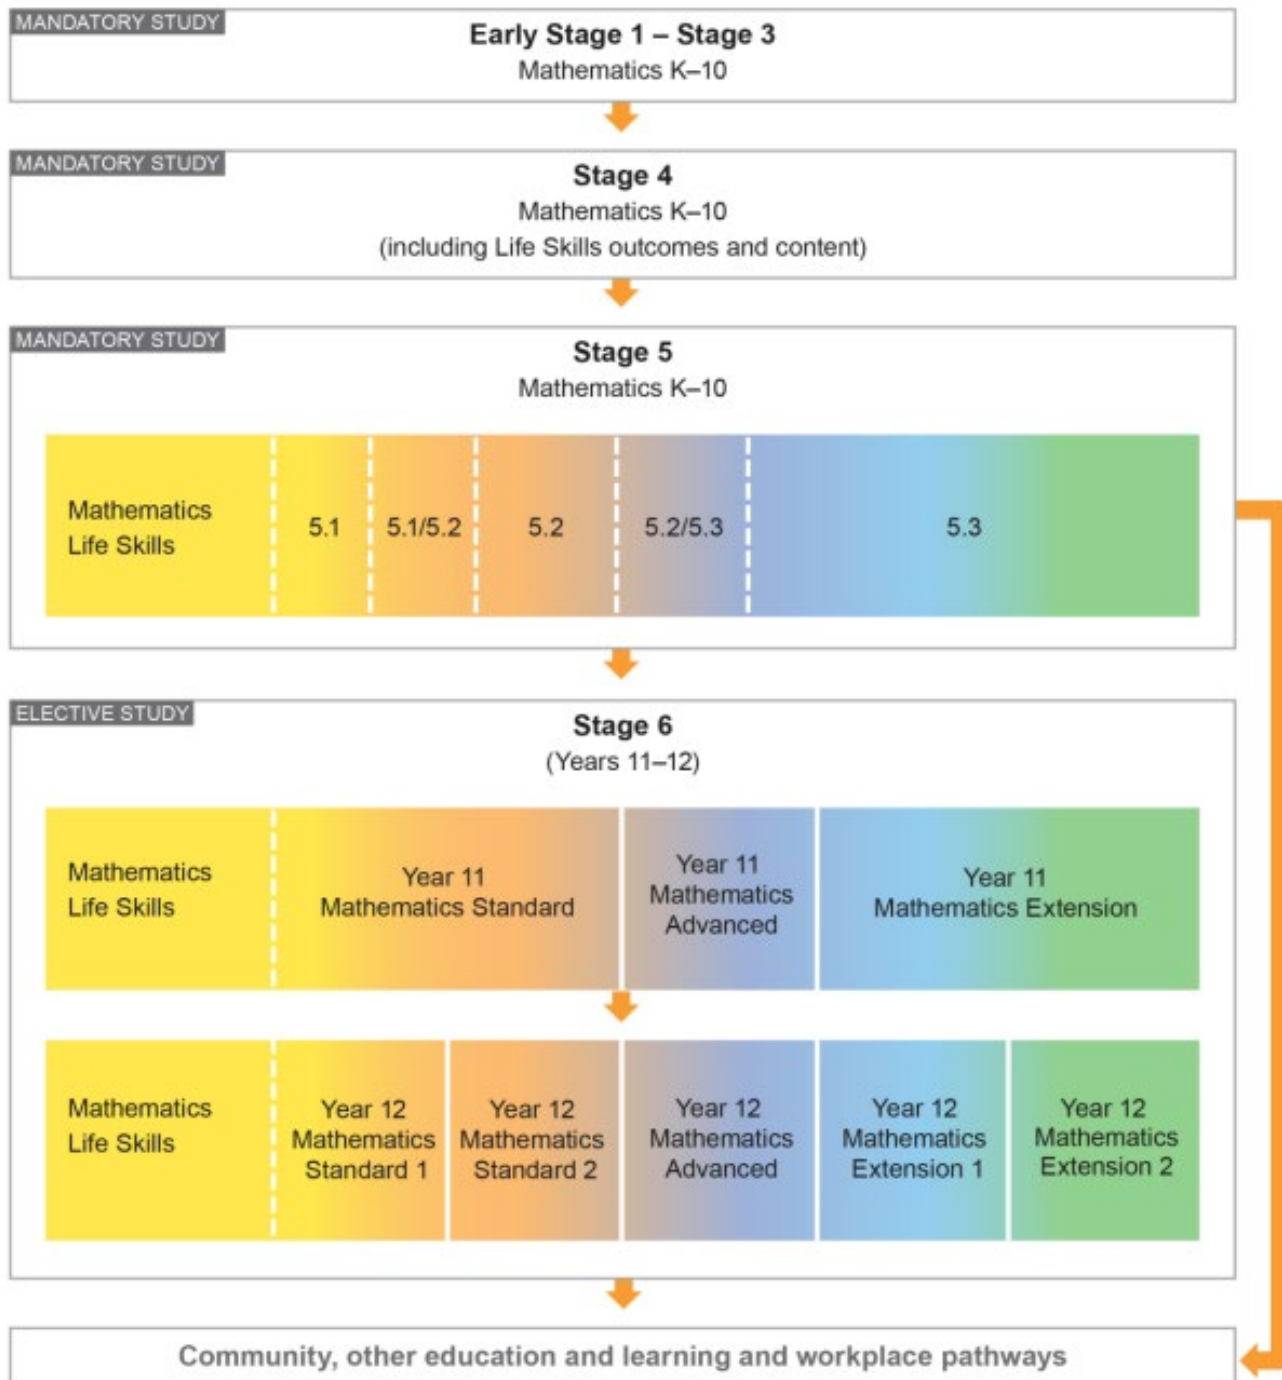 MANDATORY STUDY
Early Stage 1 – Stage 3
Mathematics K–10
MANDATORY STUDY
Stage 4
Mathematics K–10
(including Life Skills outcomes and content)
MANDATORY STUDY
Stage 5
Mathematics K–10
Mathematics
Life Skills
5.1
5.1/5.2
5.2
5.2/5.3
5.3
ELECTIVE STUDY
Stage 6
(Years 11–12)
Mathematics
Life Skills
Year 11
Mathematics Standard
Year 11
Mathematics
Advanced
Year 11
Mathematics Extension
Mathematics
Life Skills
Year 12
Mathematics
Standard 1
Year 12
Mathematics
Standard 2
Year 12
Mathematics
Advanced
Year 12
Mathematics
Extension 1
Year 12
Mathematics
Extension 2
Community, other education and learning and workplace pathways